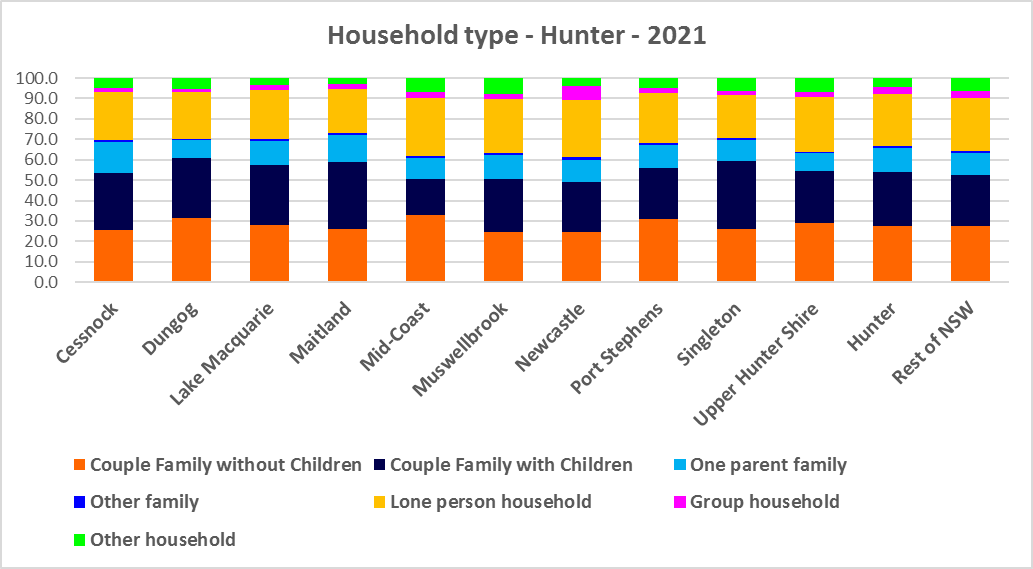 Household type - Hunter - 2021
100.0
90.0
80.0
70.0
60.0
50.0
40.0
30.0
20.0
10.0
0.0
Cessnock
Dungog
Lake Macquarie
Maitland
Mid-Coast
Muswellbrook
Newcastle
Port Stephens
Singleton
Upper Hunter Shire
Hunter
Rest of NSW
Couple Family without Children
Couple Family with Children
One parent family
Other family
Lone person household
Group household
Other household